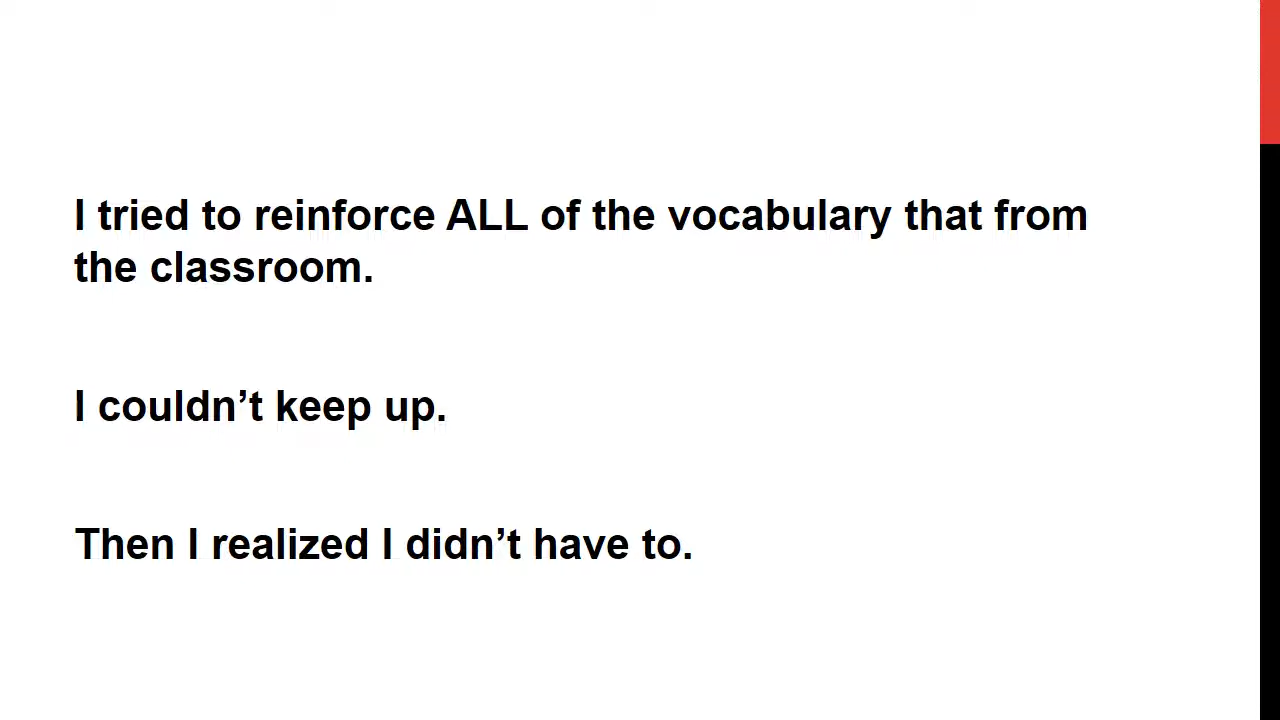 I tried to reinforce ALL of the vocabulary that from
the classroom.
I couldn’t keep up.
Then I realized I didn’t have to.